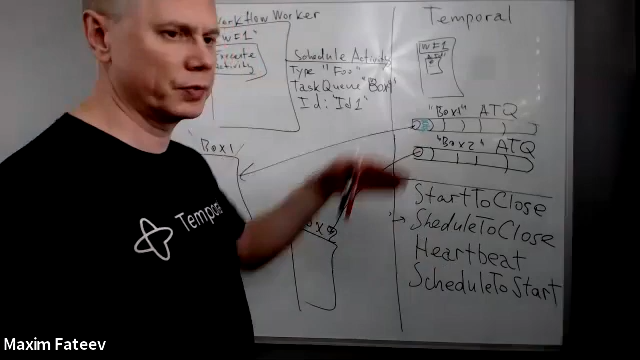 Workflow Worker
"WF1"
Execute
Activity
Schedule Activity
Type "Foo"
TaskQueue "Box1"
Id: Id1"
Temporal
WF1
"Box1" ATQ
"Box2" ATQ
"Box1"
StartToClose
SheduleToClose
Heartbeat
ScheduleToStart
Tempora
Maxim Fateev